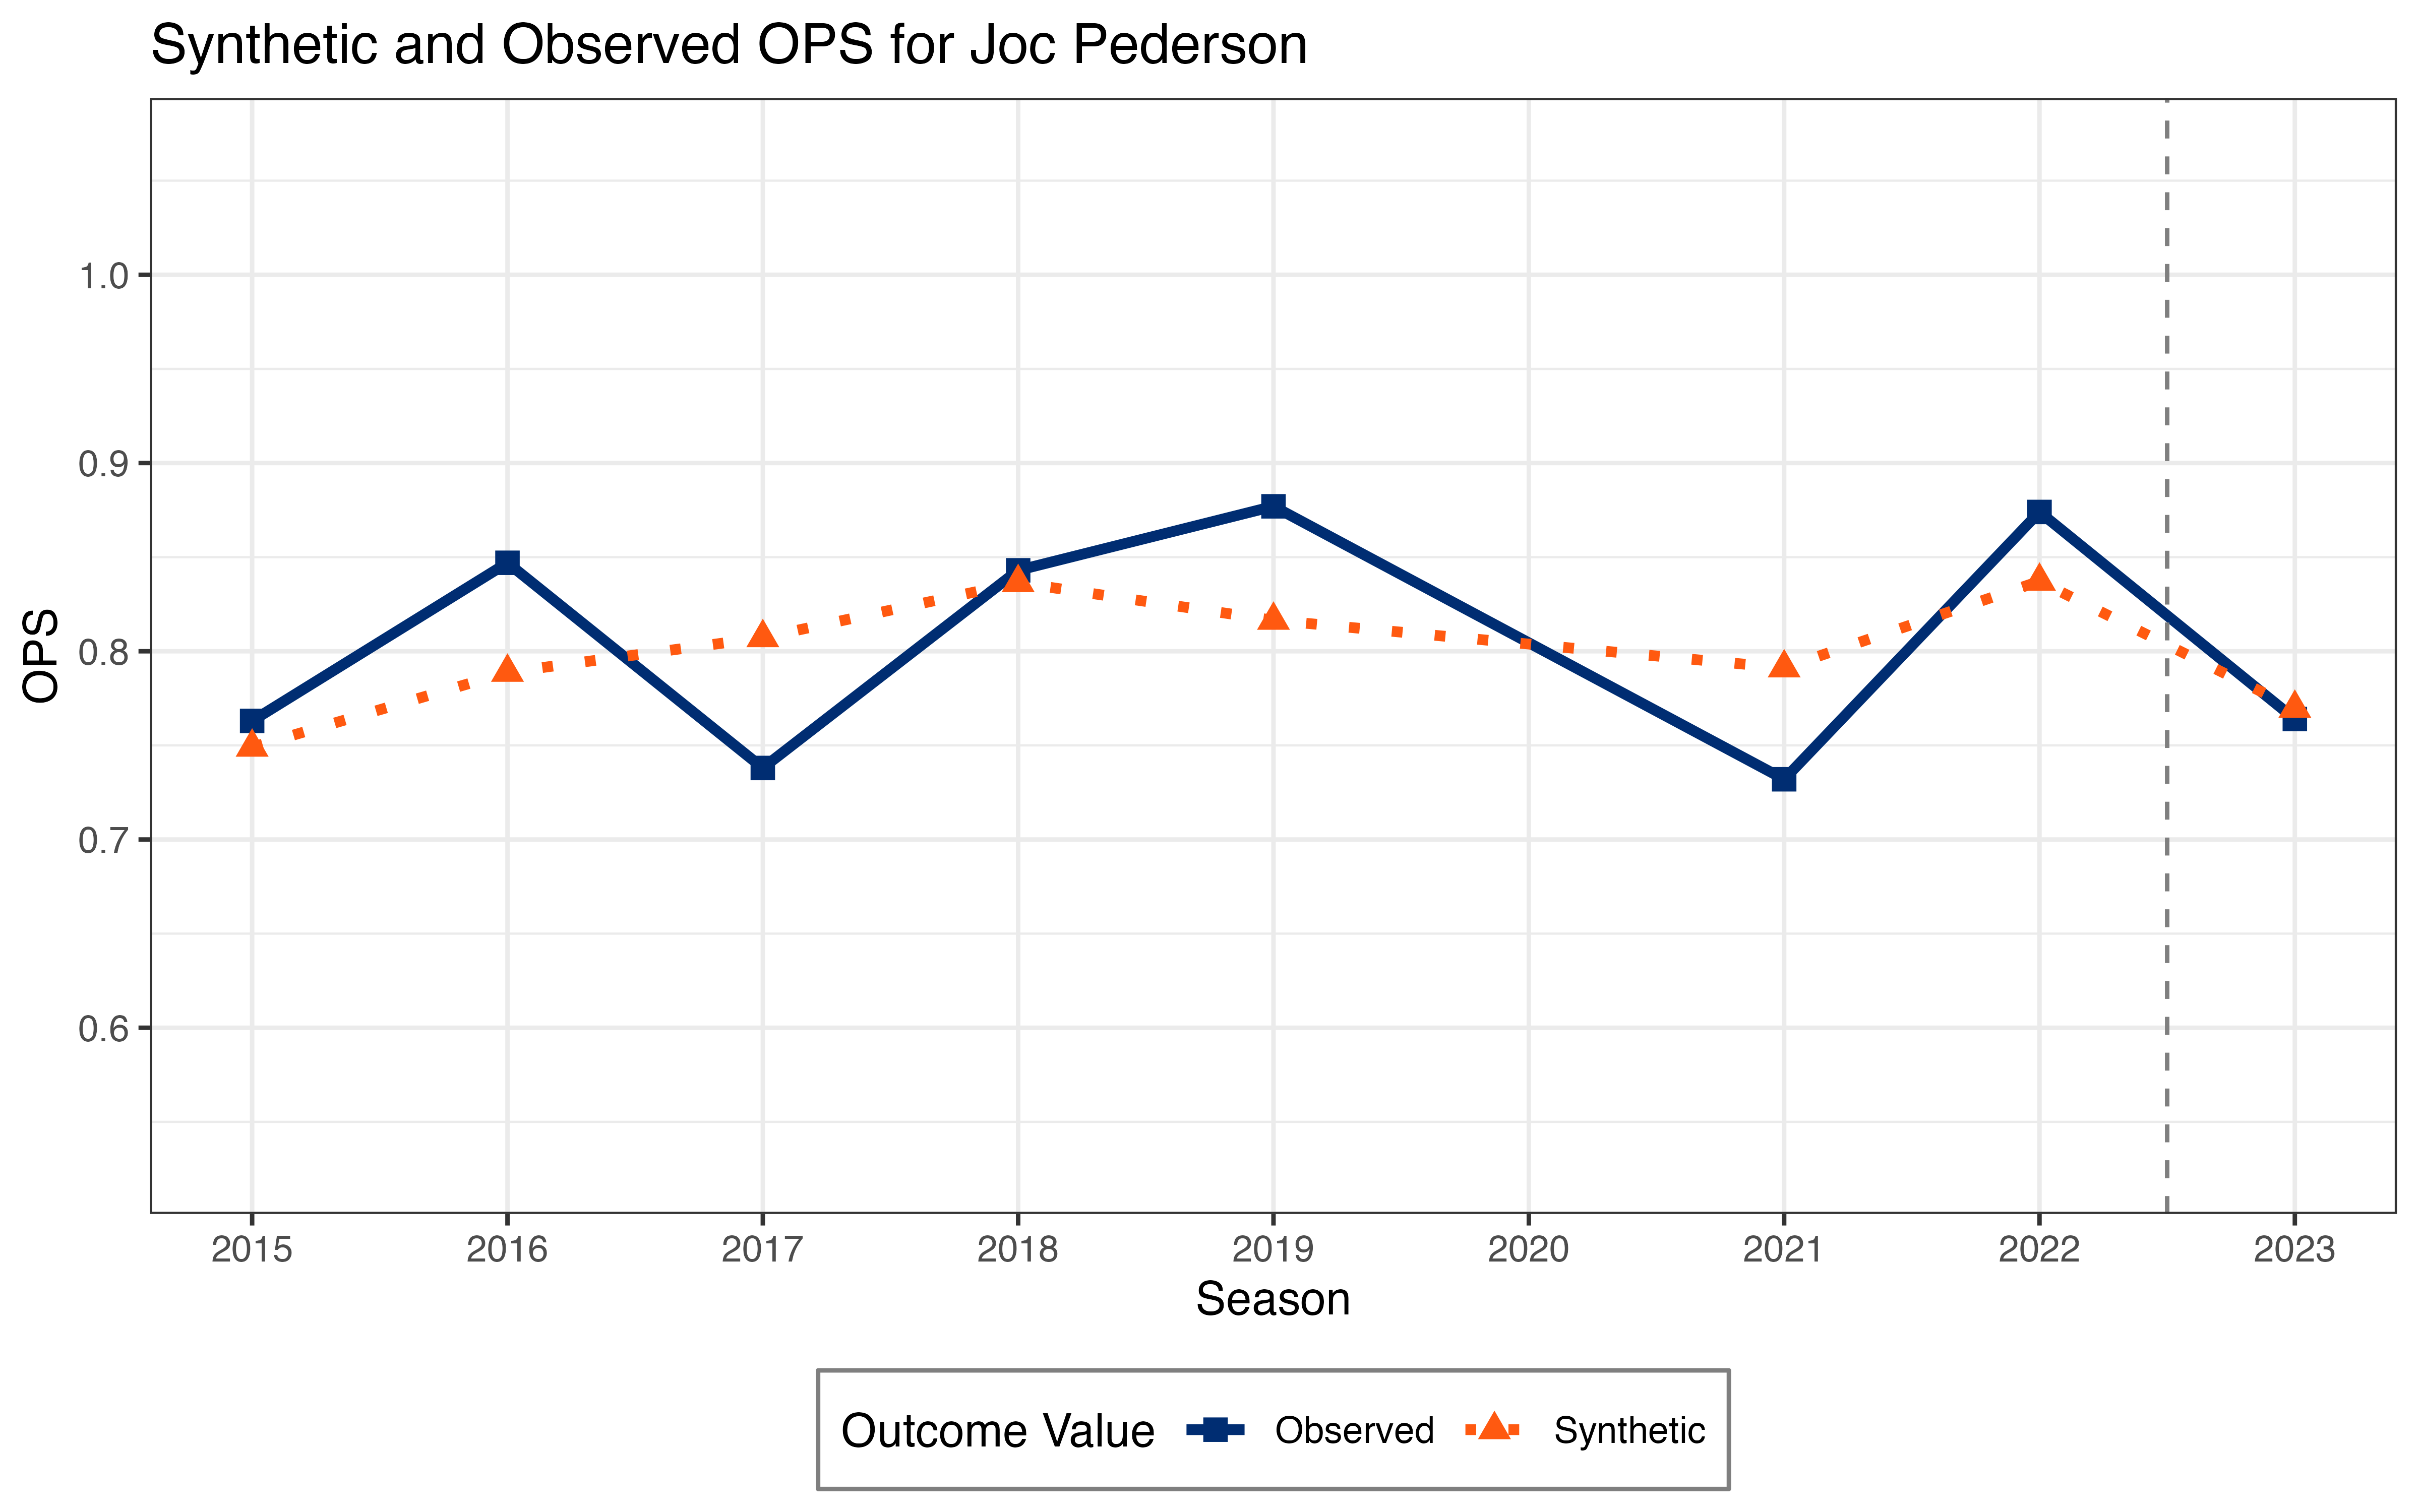 Synthetic and Observed OPS for Joc Pederson
OPS
1.0
0.9
0.8
0.7
0.6
2015 2016 2017 2018 2019 2020 2021 2022 2023
Season
Outcome Value Observed Synthetic